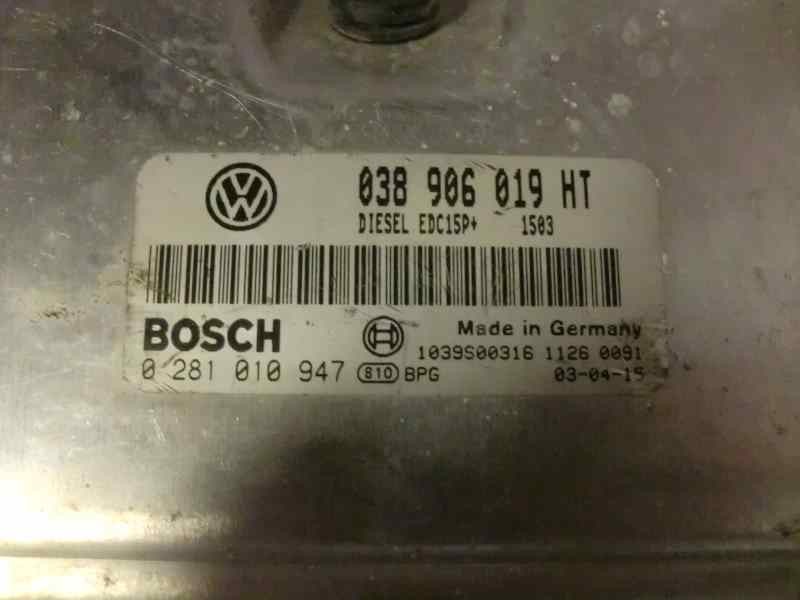 038 906 019 HT
DIESEL EDC15P+ 1503
BOSCH
Made in Germany
1039S00316 1126 0091
0 281 010 947 810 BPG
03-04-15